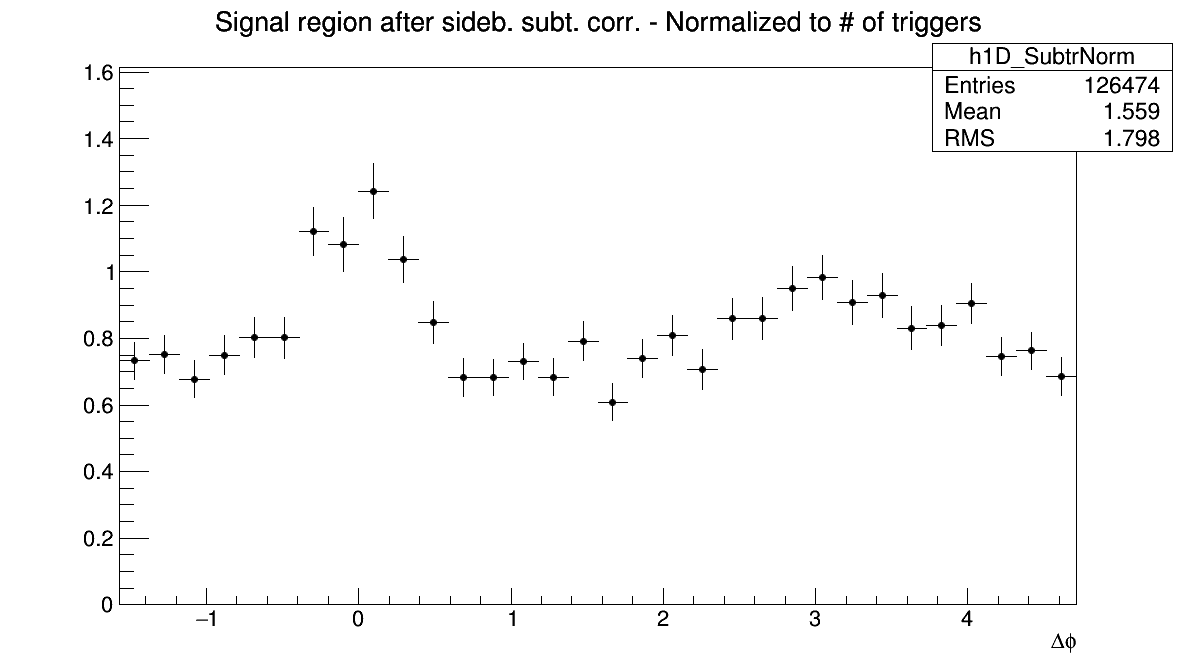 Signal region after sideb. subt. corr. - Normalized to # of triggers
h1D_SubtrNorm
Entries 126474
Mean 1.559
RMS 1.798
1.6
1.4
1.2
1
0.8
0.6
0.4
0.2
0
−1 0 1 2 3 4
Δϕ